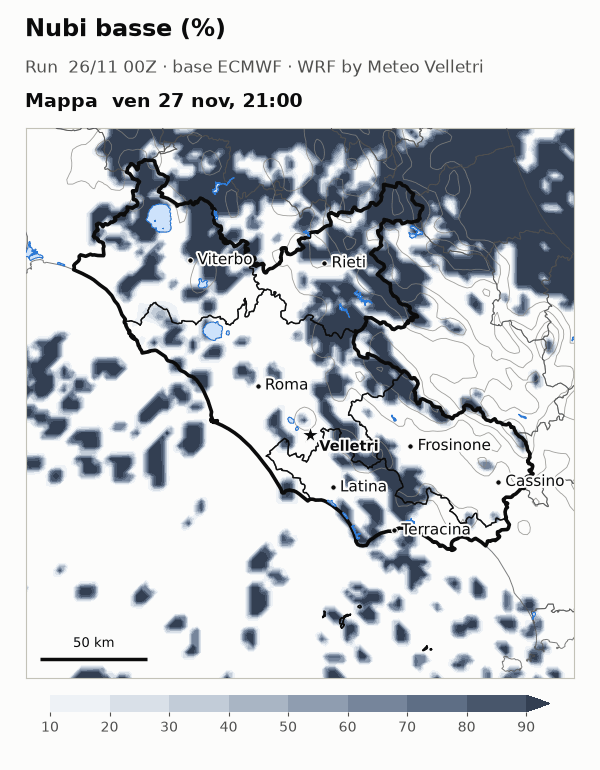 Nubi basse (%)
Run  26/11 00Z · base ECMWF · WRF by Meteo Velletri
Mappa  ven 27 nov, 21:00
Viterbo
Rieti
Roma
Velletri
Frosinone
Latina
Cassino
Terracina
50 km
10 20 30 40 50 60 70 80 90